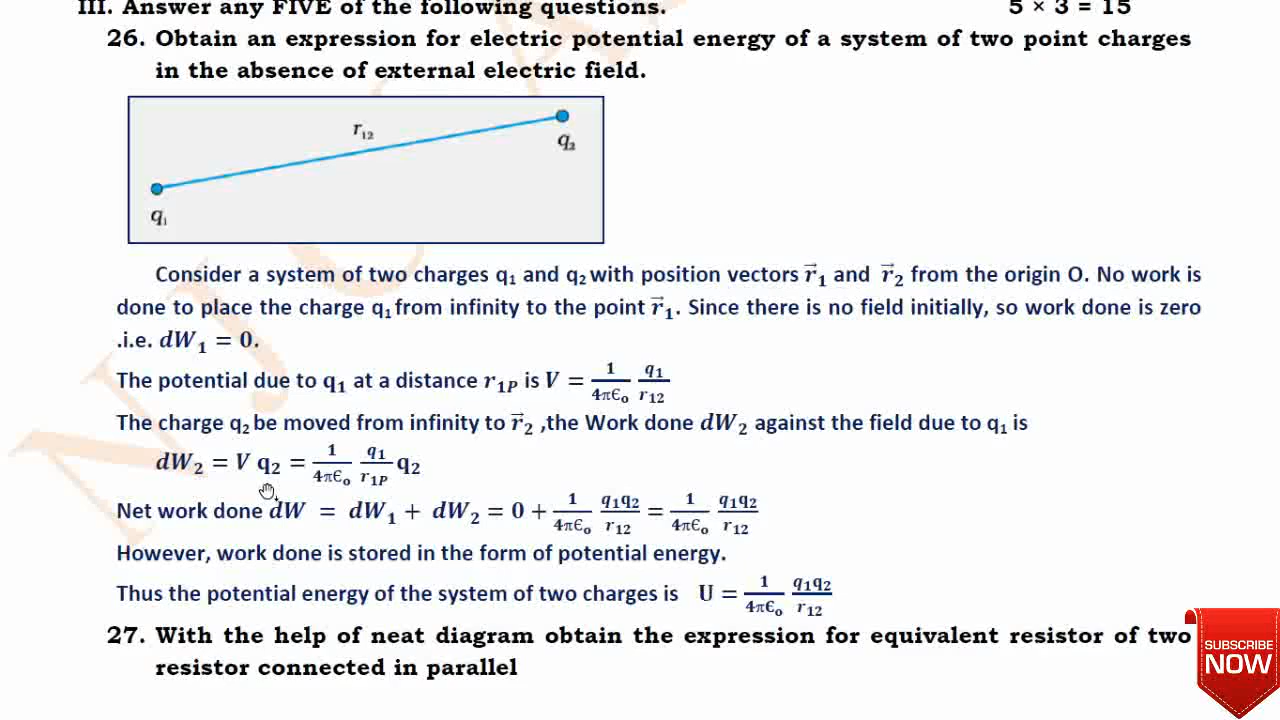 III. Answer any FIVE of the following questions. 5 × 3 = 15
26. Obtain an expression for electric potential energy of a system of two point charges
in the absence of external electric field.
r₁₂
q₂
q₁
Consider a system of two charges q₁ and q₂ with position vectors r⃗₁ and r⃗₂ from the origin O. No work is
done to place the charge q₁ from infinity to the point r⃗₁. Since there is no field initially, so work done is zero
.i.e. dW₁ = 0.
The potential due to q₁ at a distance r₁P is V = 1/4πϵₒ q₁/r₁₂
The charge q₂ be moved from infinity to r⃗₂ ,the Work done dW₂ against the field due to q₁ is
dW₂ = V q₂ = 1/4πϵₒ q₁/r₁P q₂
Net work done dW = dW₁ + dW₂ = 0 + 1/4πϵₒ q₁q₂/r₁₂ = 1/4πϵₒ q₁q₂/r₁₂
However, work done is stored in the form of potential energy.
Thus the potential energy of the system of two charges is U = 1/4πϵₒ q₁q₂/r₁₂
27. With the help of neat diagram obtain the expression for equivalent resistor of two
resistor connected in parallel
SUBSCRIBE
NOW